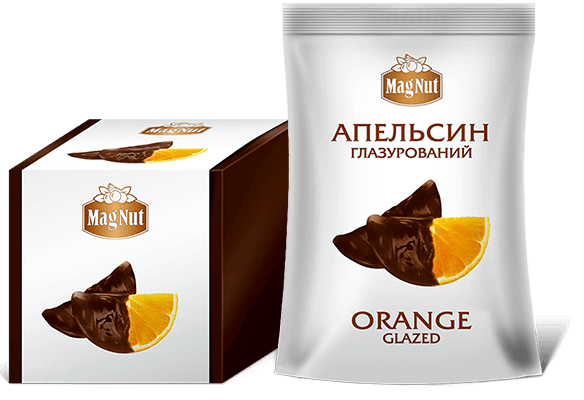 MagNut
MagNut
MagNut
АПЕЛЬСИН
ГЛАЗУРОВАНИЙ
ORANGE
GLAZED